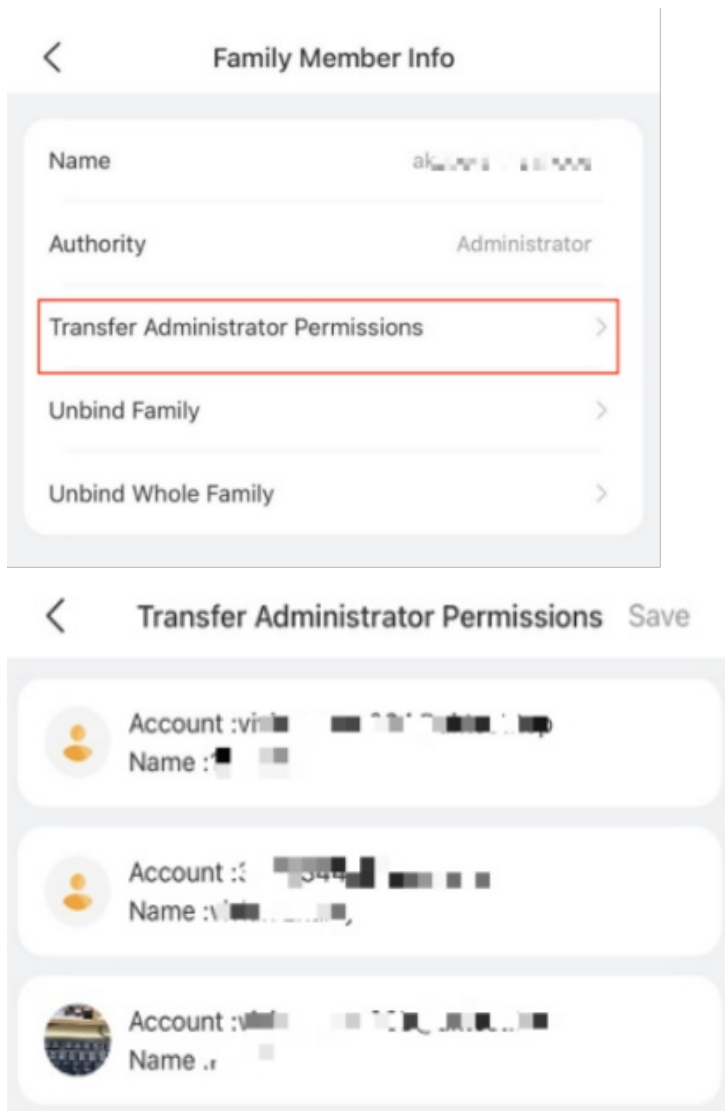 Family Member Info
Name
Authority Administrator
Transfer Administrator Permissions
Unbind Family
Unbind Whole Family
Transfer Administrator Permissions Save
Account :
Name :
Account :
Name :
Account :
Name